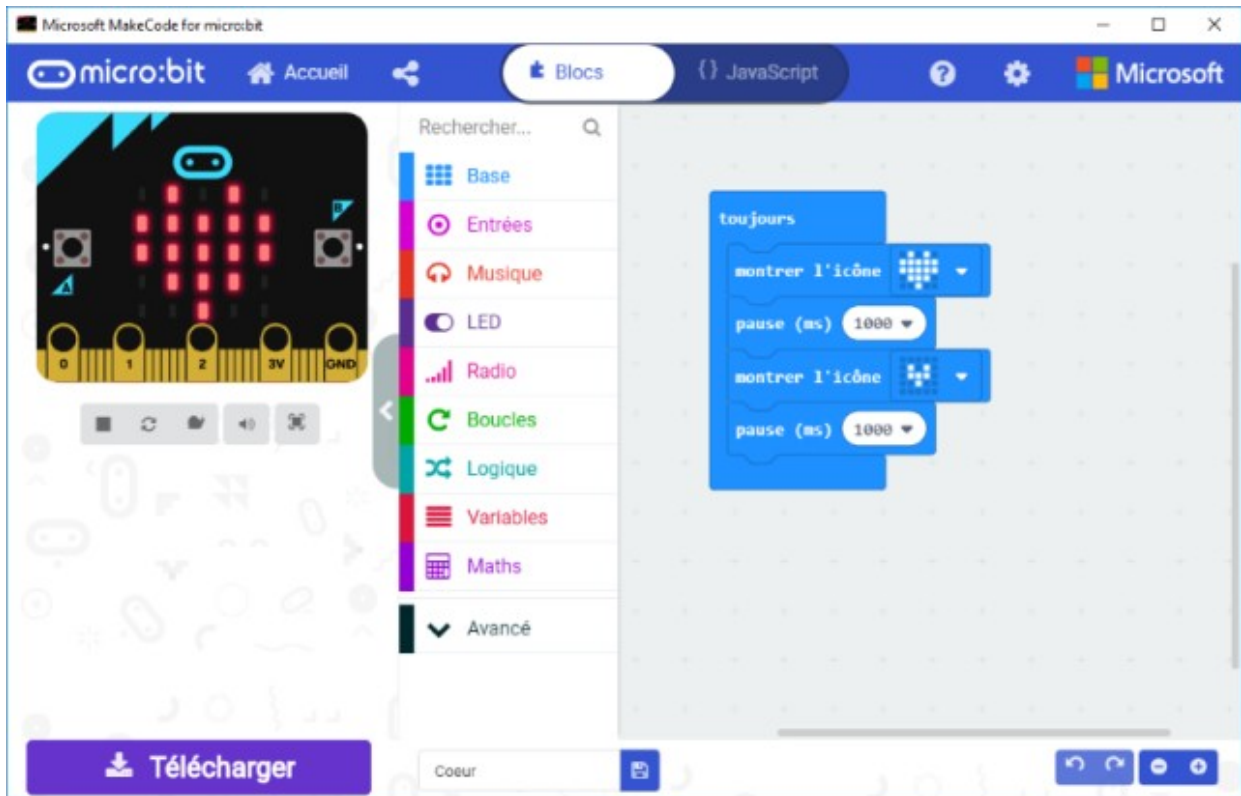 Microsoft MakeCode for micro:bit
micro:bit
Accueil
Blocs
{} JavaScript
?
Microsoft
B
A
0 1 2 3V GND
Rechercher...
Base
Entrées
Musique
LED
Radio
Boucles
Logique
Variables
Maths
Avancé
toujours
montrer l'icône
pause (ms) 1000
montrer l'icône
pause (ms) 1000
Télécharger
Coeur